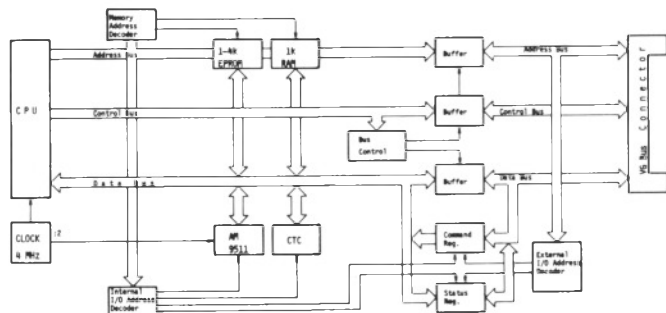 Memory
Address
Decoder
Address Bus
1-4k
EPROM
1k
RAM
Buffer
Address Bus
CPU
Control Bus
Buffer
Control Bus
Bus
Control
VG Bus Connector
Data Bus
Buffer
Data Bus
CLOCK
4 MHz
:2
AM
9511
CTC
Command
Reg.
External
I/O Address
Decoder
Internal
I/O Address
Decoder
Status
Reg.